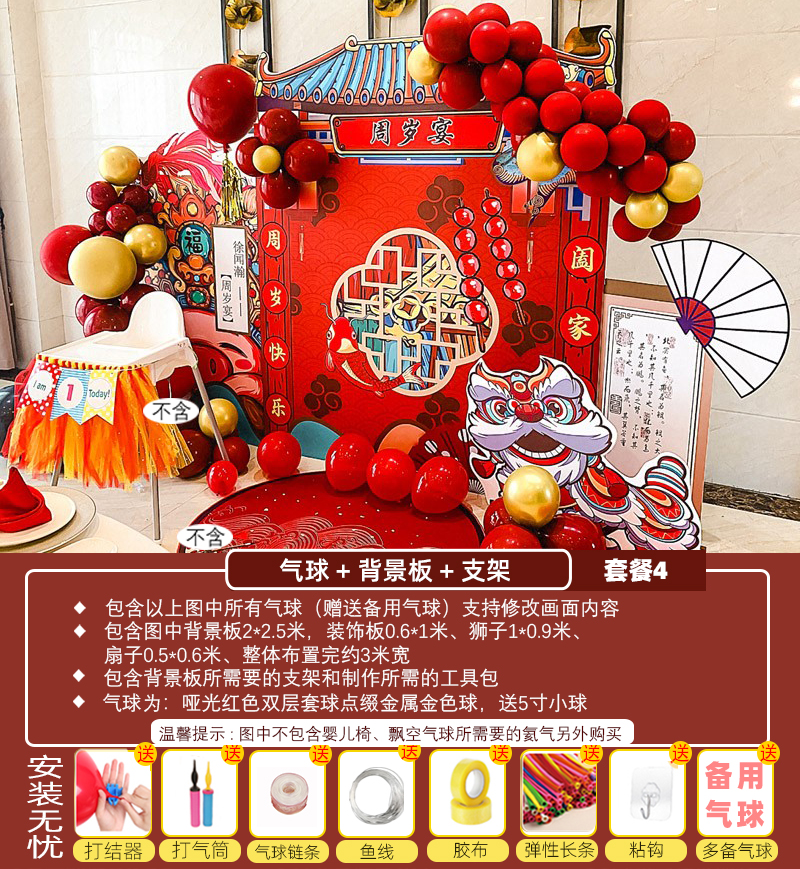 周岁宴
福
徐闻瀚——
【周岁宴】
周岁快乐
阖家
I am
1
Today!
不含
不含
气球+背景板+支架
套餐4
◆ 包含以上图中所有气球（赠送备用气球）支持修改画面内容
◆ 包含图中背景板2*2.5米，装饰板0.6*1米、狮子1*0.9米、
扇子0.5*0.6米、整体布置完约3米宽
◆ 包含背景板所需要的支架和制作所需的工具包
◆ 气球为：哑光红色双层套球点缀金属金色球，送5寸小球
温馨提示：图中不包含婴儿椅、飘空气球所需要的氦气另外购买
安装无忧
送
送
送
送
送
送
送
送
备用
气球
打结器
打气筒
气球链条
鱼线
胶布
弹性长条
粘钩
多备气球